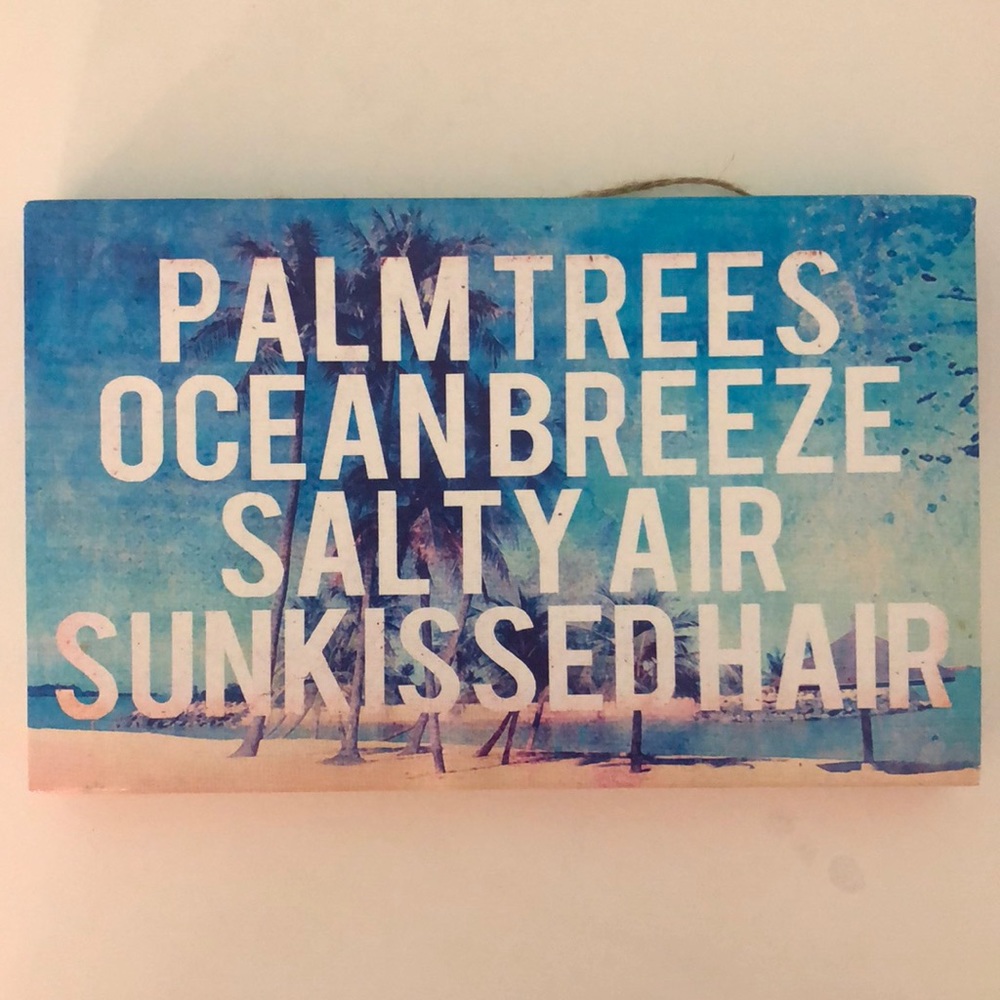 PALM TREES
OCEAN BREEZE
SALTY AIR
SUNKISSED HAIR